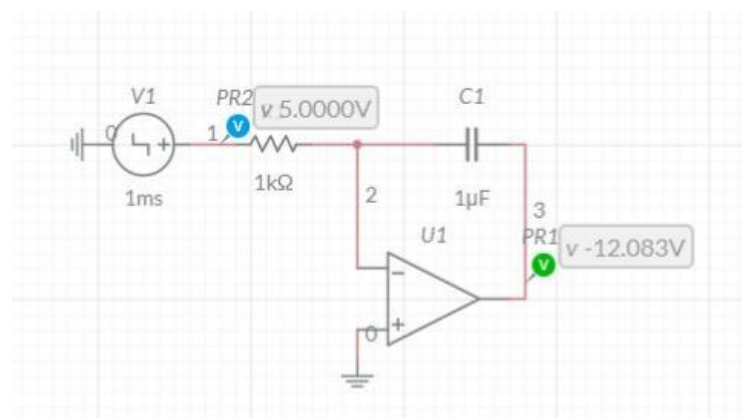 V1
PR2
v 5.0000V
C1
0
1
+
1ms
1kΩ
2
1µF
3
U1
PR1
v -12.083V
V
V
−
+
0